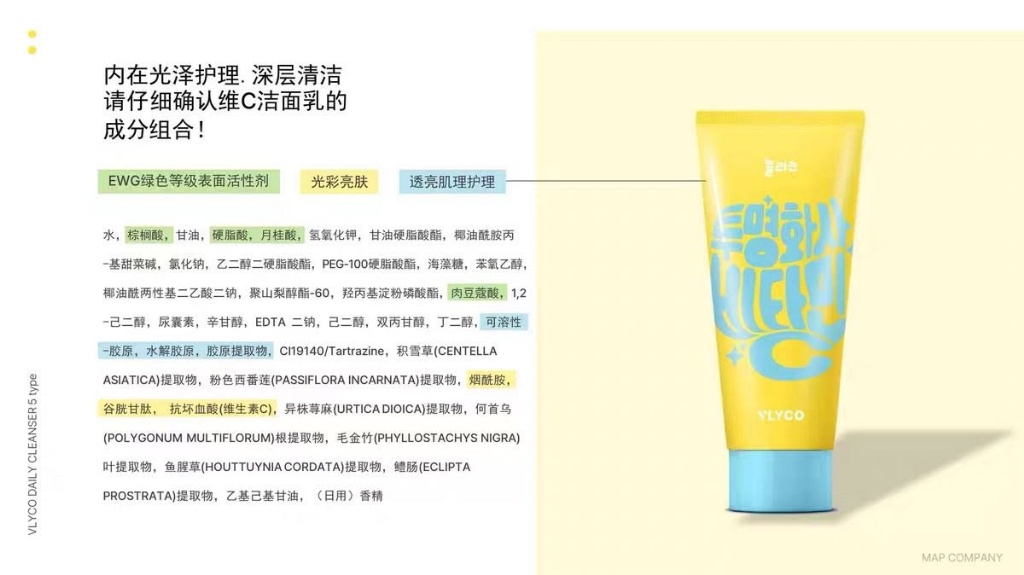 内在光泽护理. 深层清洁
请仔细确认维C洁面乳的
成分组合！
EWG绿色等级表面活性剂 光彩亮肤 透亮肌理护理
水，棕榈酸，甘油，硬脂酸，月桂酸，氢氧化钾，甘油硬脂酸酯，椰油酰胺丙
-基甜菜碱，氯化钠，乙二醇二硬脂酸酯，PEG-100硬脂酸酯，海藻糖，苯氧乙醇，
椰油酰两性基二乙酸二钠，聚山梨醇酯-60，羟丙基淀粉磷酸酯，肉豆蔻酸，1,2
-己二醇，尿囊素，辛甘醇，EDTA 二钠，己二醇，双丙甘醇，丁二醇，可溶性
-胶原，水解胶原，胶原提取物，CI19140/Tartrazine，积雪草(CENTELLA
ASIATICA)提取物，粉色西番莲(PASSIFLORA INCARNATA)提取物，烟酰胺，
谷胱甘肽， 抗坏血酸(维生素C)，异株荨麻(URTICA DIOICA)提取物，何首乌
(POLYGONUM MULTIFLORUM)根提取物，毛金竹(PHYLLOSTACHYS NIGRA)
叶提取物，鱼腥草(HOUTTUYNIA CORDATA)提取物，鳢肠(ECLIPTA
PROSTRATA)提取物，乙基己基甘油，（日用）香精
VLYCO DAILY CLEANSER 5 type
블리코
투명화사
비타민
C
VLYCO
MAP COMPANY